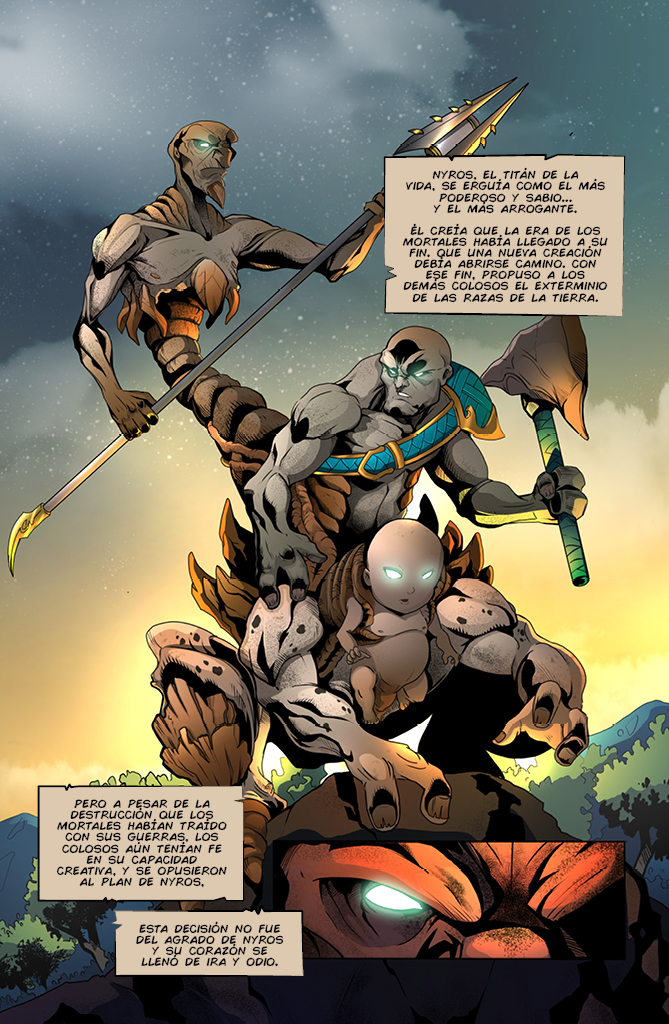 NYROS, EL TITÁN DE LA
VIDA, SE ERGUÍA COMO EL MÁS
PODEROSO Y SABIO...
Y EL MÁS ARROGANTE.
ÉL CREÍA QUE LA ERA DE LOS
MORTALES HABÍA LLEGADO A SU
FIN. QUE UNA NUEVA CREACIÓN
DEBÍA ABRIRSE CAMINO. CON
ESE FIN, PROPUSO A LOS
DEMÁS COLOSOS EL EXTERMINIO
DE LAS RAZAS DE LA TIERRA.
PERO A PESAR DE LA
DESTRUCCIÓN QUE LOS
MORTALES HABÍAN TRAÍDO
CON SUS GUERRAS, LOS
COLOSOS AÚN TENÍAN FE
EN SU CAPACIDAD
CREATIVA, Y SE OPUSIERON
AL PLAN DE NYROS,
ESTA DECISIÓN NO FUE
DEL AGRADO DE NYROS
Y SU CORAZÓN SE
LLENÓ DE IRA Y ODIO.